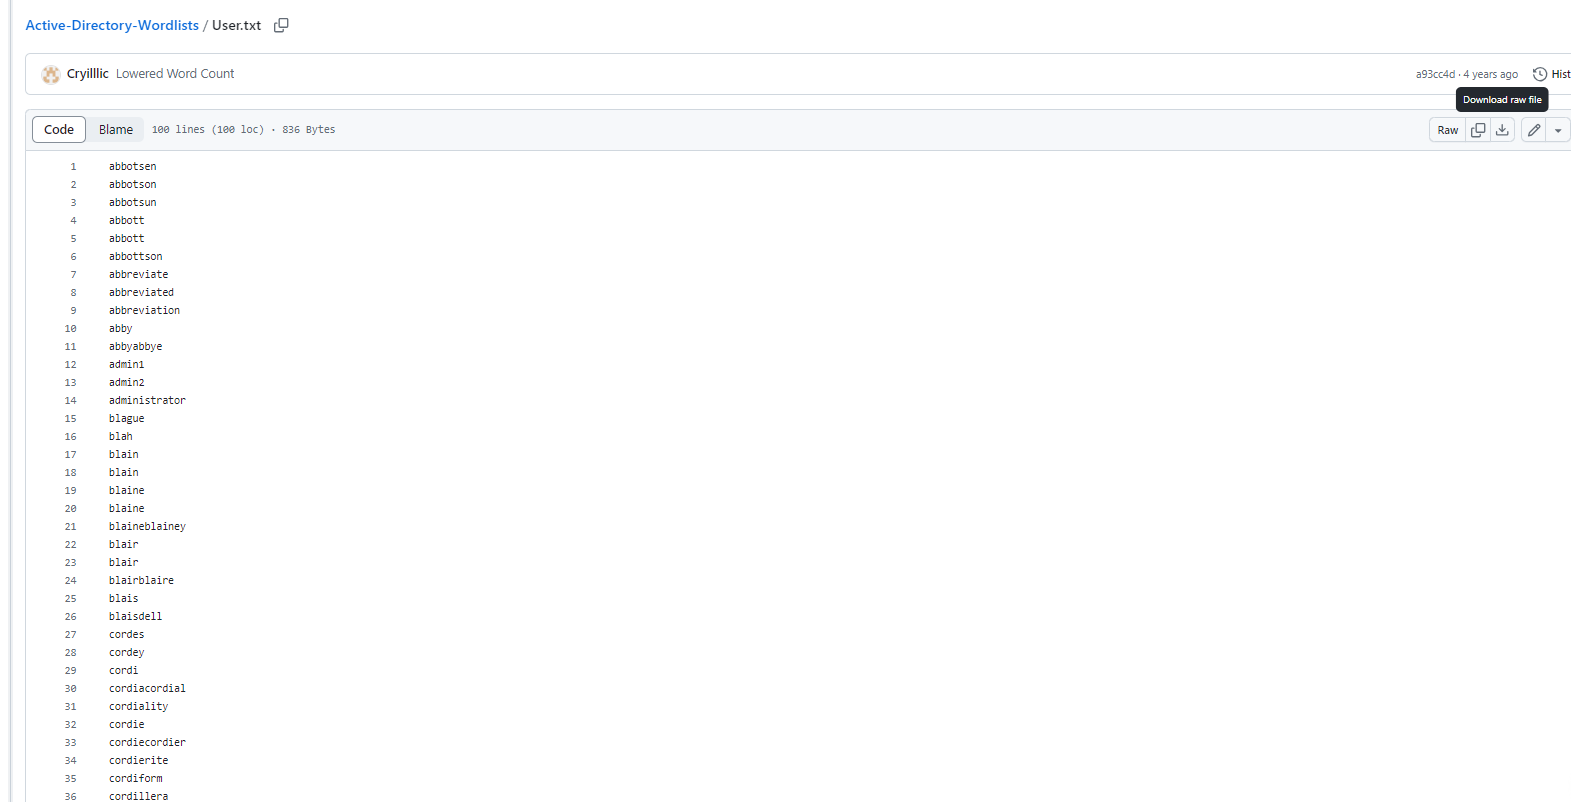 Active-Directory-Wordlists / User.txt
Cryilllic Lowered Word Count
a93cc4d · 4 years ago Hist
Download raw file
Code Blame 100 lines (100 loc) · 836 Bytes
Raw
1 abbotsen
2 abbotson
3 abbotsun
4 abbott
5 abbott
6 abbottson
7 abbreviate
8 abbreviated
9 abbreviation
10 abby
11 abbyabbye
12 admin1
13 admin2
14 administrator
15 blague
16 blah
17 blain
18 blain
19 blaine
20 blaine
21 blaineblainey
22 blair
23 blair
24 blairblaire
25 blais
26 blaisdell
27 cordes
28 cordey
29 cordi
30 cordiacordial
31 cordiality
32 cordie
33 cordiecordier
34 cordierite
35 cordiform
36 cordillera